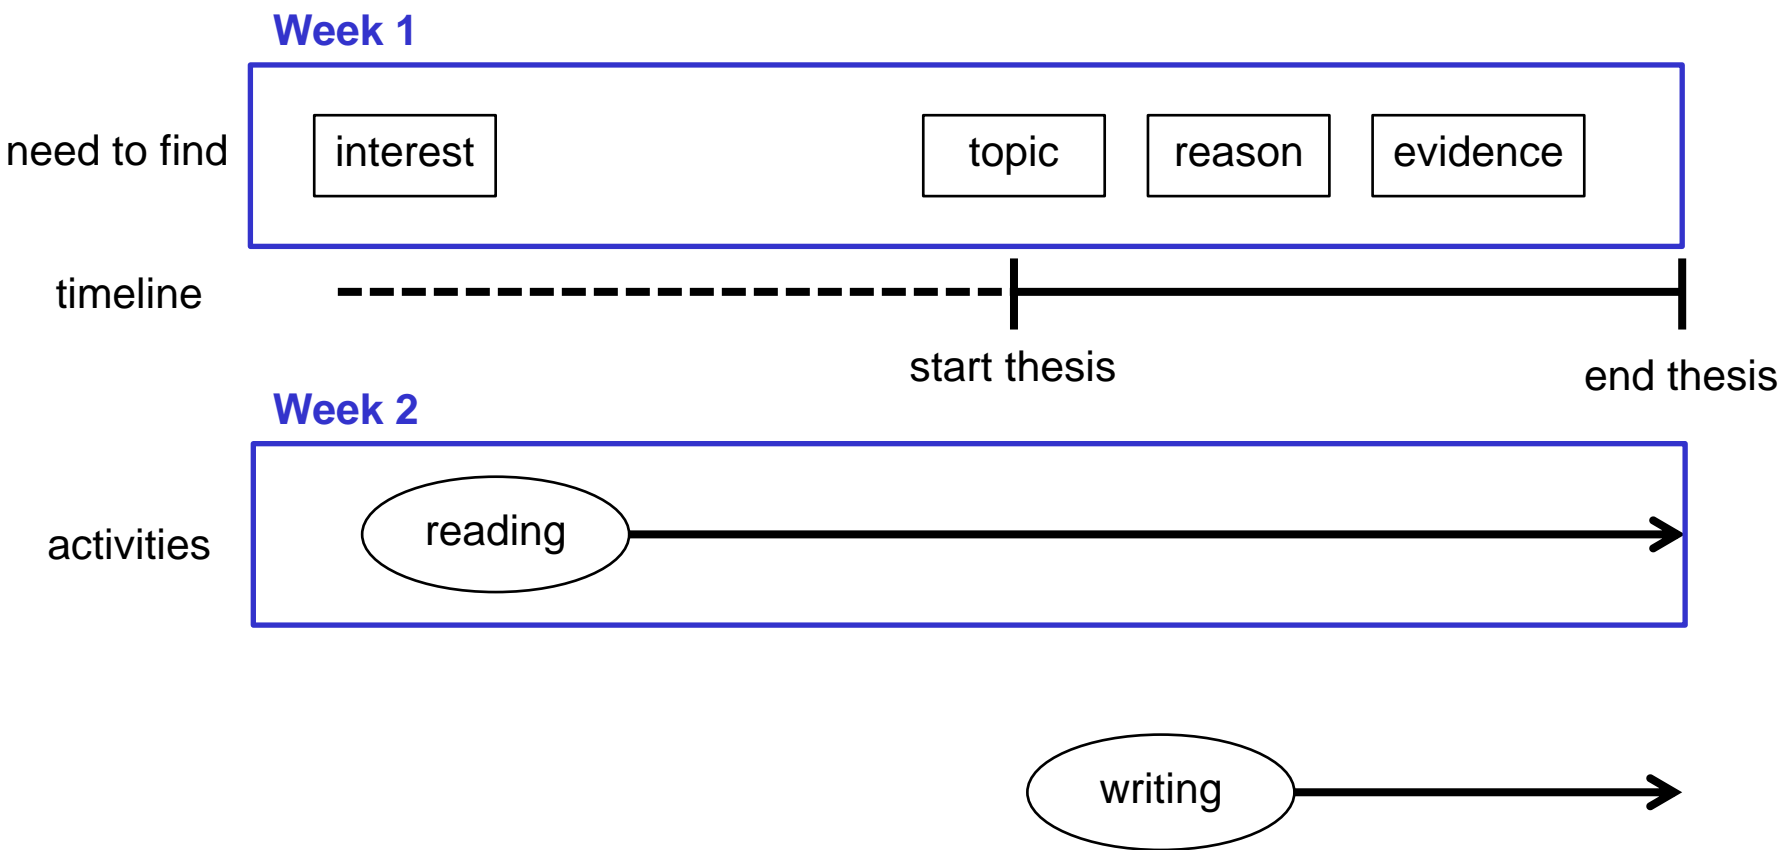 Week 1
need to find
interest
topic
reason
evidence
timeline
start thesis
end thesis
Week 2
activities
reading
writing